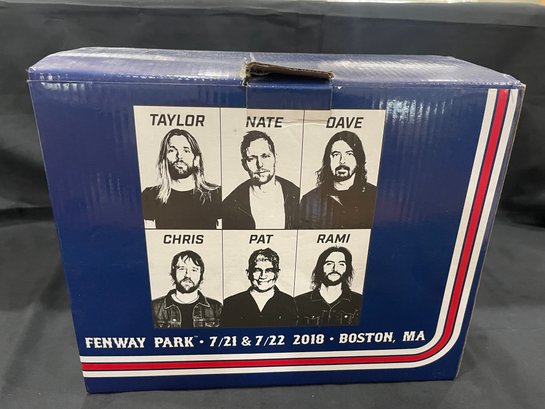 TAYLOR NATE DAVE
CHRIS PAT RAMI
FENWAY PARK · 7/21 & 7/22 2018 · BOSTON, MA